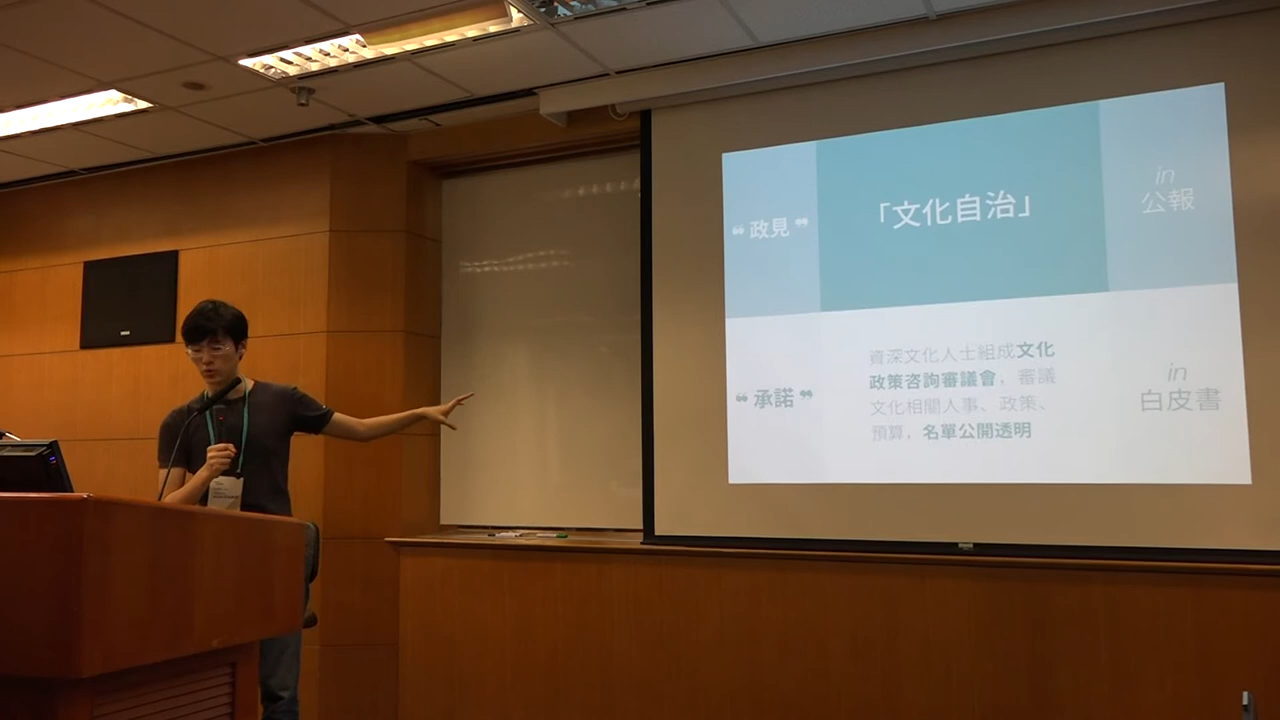 ❝ 政見 ❞
「文化自治」
in
公報
❝ 承諾 ❞
資深文化人士組成文化
政策咨詢審議會，審議
文化相關人事、政策、
預算，名單公開透明
in
白皮書